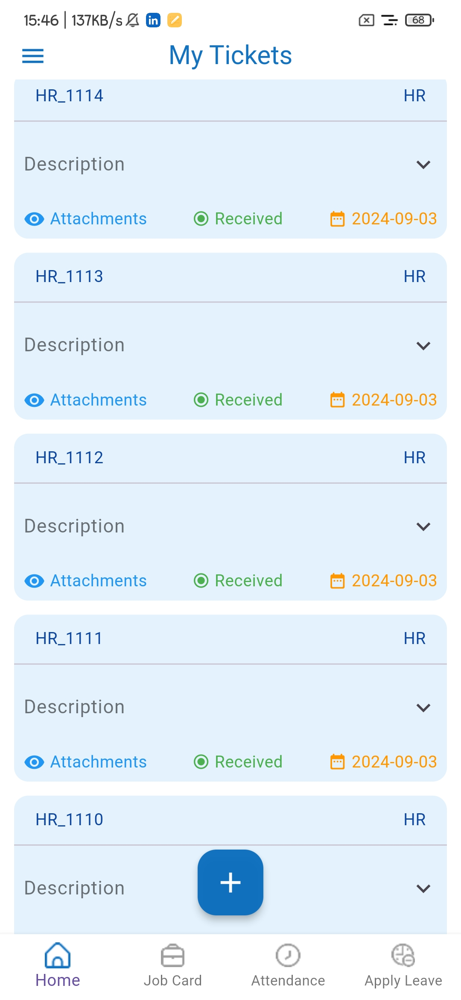 15:46 | 137KB/s in 68
My Tickets
HR_1114 HR
Description
Attachments Received 2024-09-03
HR_1113 HR
Description
Attachments Received 2024-09-03
HR_1112 HR
Description
Attachments Received 2024-09-03
HR_1111 HR
Description
Attachments Received 2024-09-03
HR_1110 HR
Description
Home Job Card Attendance Apply Leave